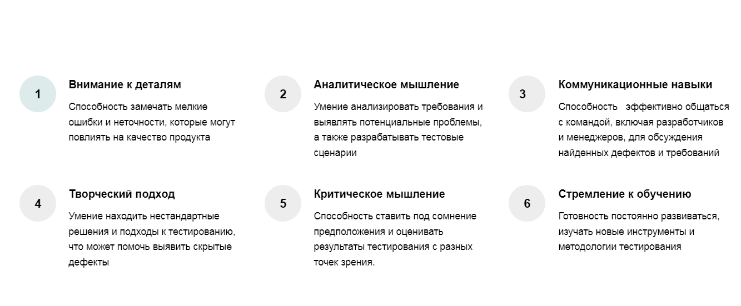 1
Внимание к деталям
Способность замечать мелкие
ошибки и неточности, которые могут
повлиять на качество продукта
2
Аналитическое мышление
Умение анализировать требования и
выявлять потенциальные проблемы,
а также разрабатывать тестовые
сценарии
3
Коммуникационные навыки
Способность эффективно общаться
с командой, включая разработчиков
и менеджеров, для обсуждения
найденных дефектов и требований
4
Творческий подход
Умение находить нестандартные
решения и подходы к тестированию,
что может помочь выявить скрытые
дефекты
5
Критическое мышление
Способность ставить под сомнение
предположения и оценивать
результаты тестирования с разных
точек зрения.
6
Стремление к обучению
Готовность постоянно развиваться,
изучать новые инструменты и
методологии тестирования